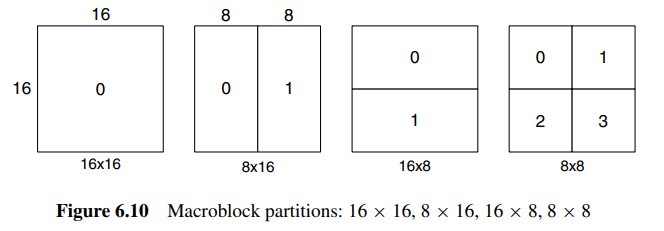 16 8 8
16 0 0 1 0 0 1
1 2 3
16x16 8x16 16x8 8x8
Figure 6.10 Macroblock partitions: 16 × 16, 8 × 16, 16 × 8, 8 × 8